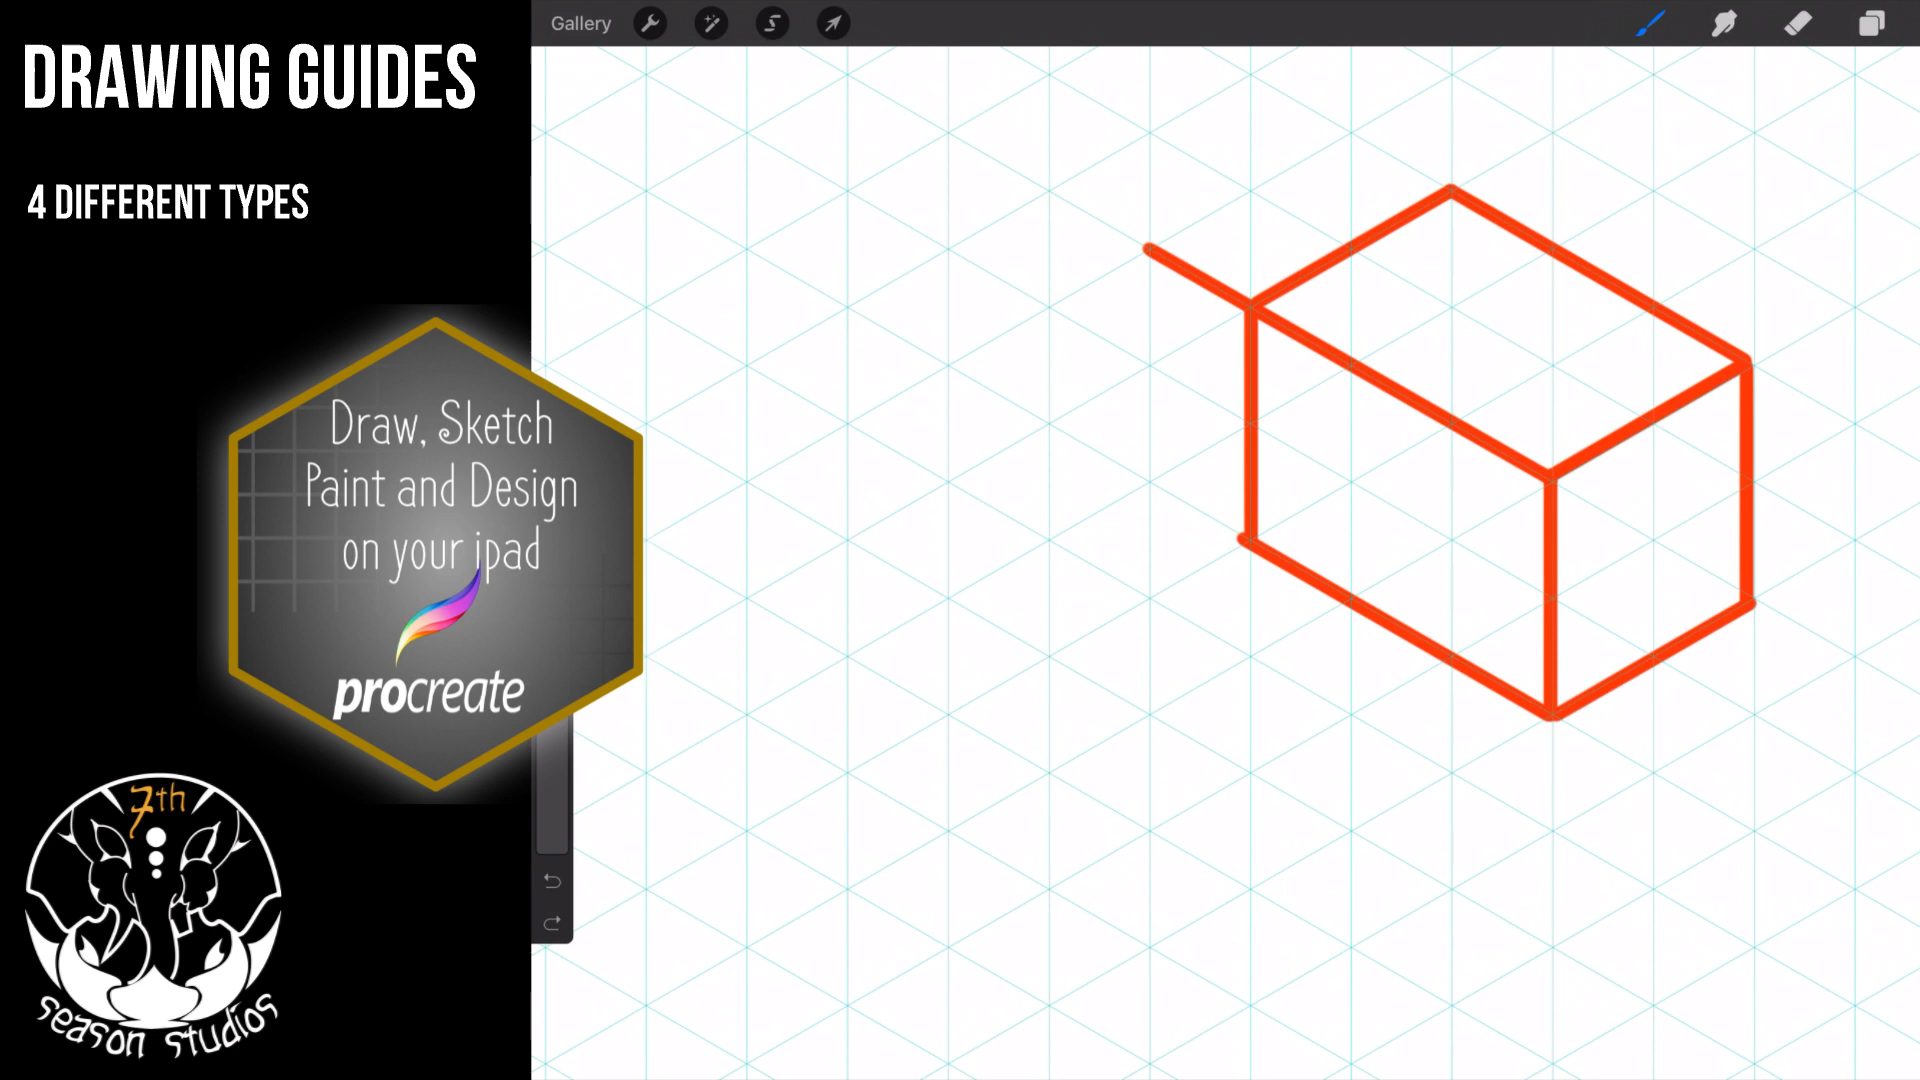 DRAWING GUIDES
4 DIFFERENT TYPES
Gallery
Draw, Sketch
Paint and Design
on your ipad
procreate
7th
season studios